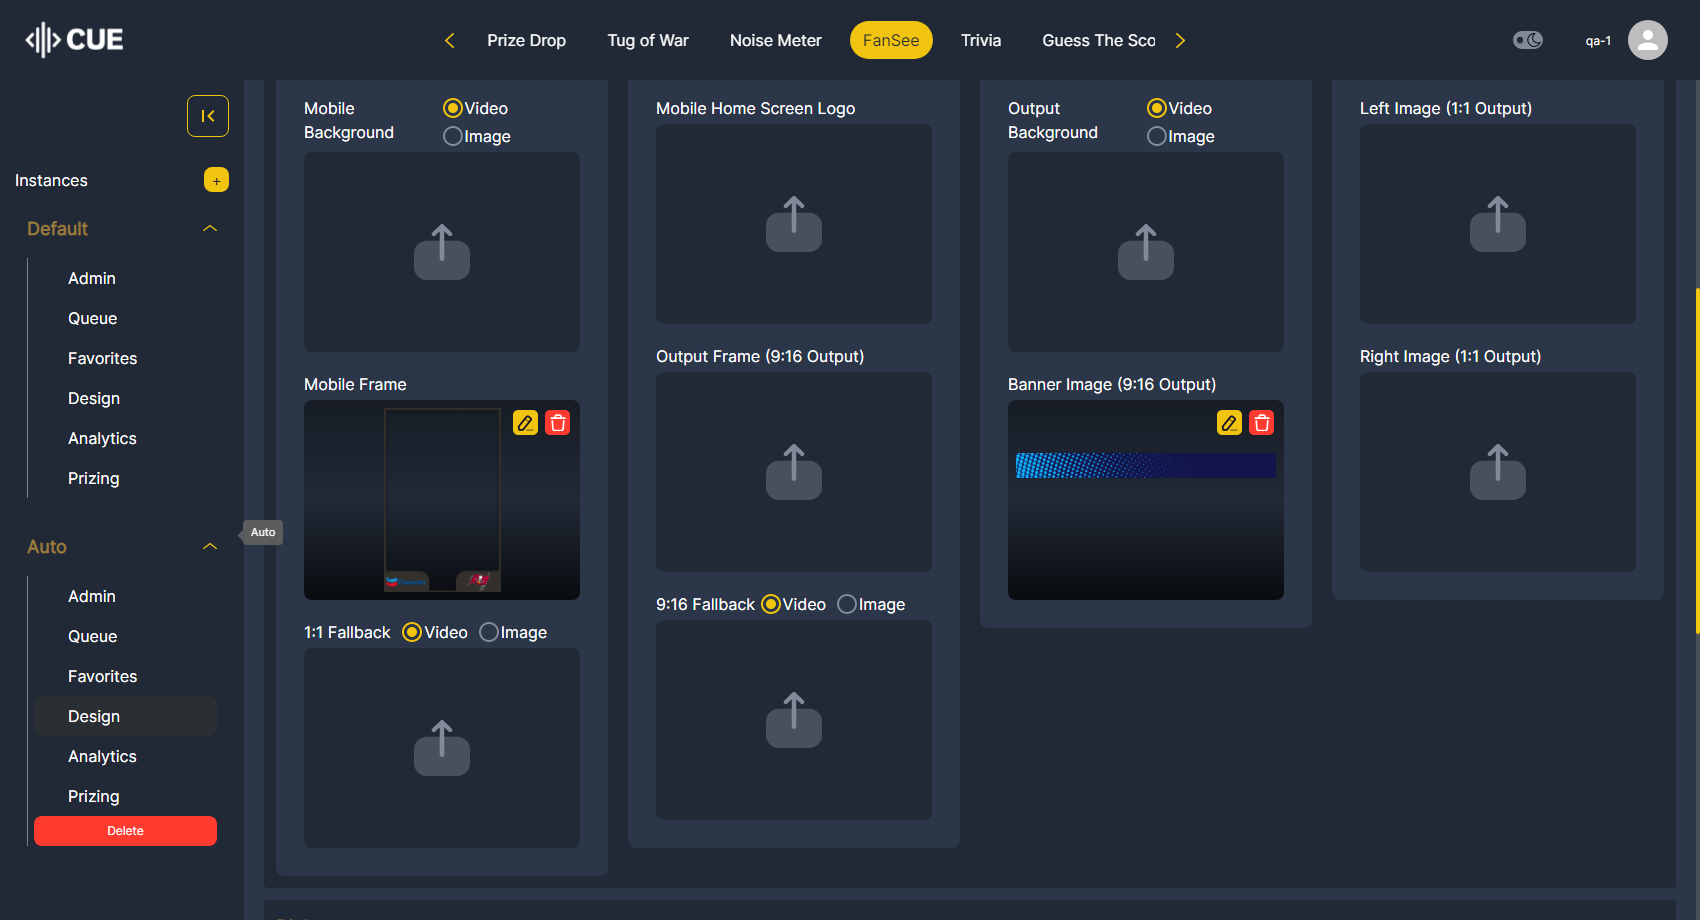 CUE
Prize Drop
Tug of War
Noise Meter
FanSee
Trivia
Guess The Sco
qa-1
Instances
+
Default
Admin
Queue
Favorites
Design
Analytics
Prizing
Auto
Auto
Admin
Queue
Favorites
Design
Analytics
Prizing
Delete
Mobile
Background
Video
Image
Mobile Frame
1:1 Fallback
Video
Image
Mobile Home Screen Logo
Output Frame (9:16 Output)
9:16 Fallback
Video
Image
Output
Background
Video
Image
Banner Image (9:16 Output)
Left Image (1:1 Output)
Right Image (1:1 Output)